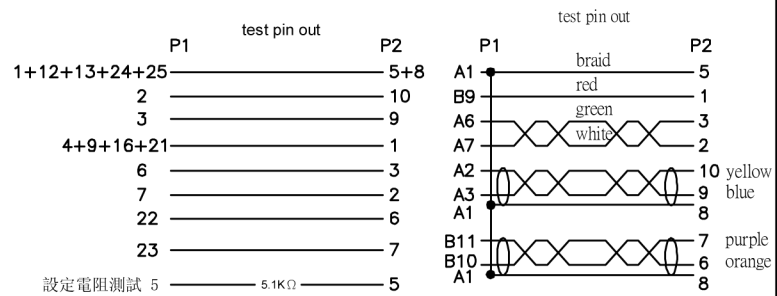 test pin out
P1 P2
1+12+13+24+25 5+8
2 10
3 9
4+9+16+21 1
6 3
7 2
22 6
23 7
設定電阻測試 5 5.1KΩ 5
test pin out
P1 P2
A1 braid 5
B9 red 1
A6 green 3
A7 white 2
A2 10 yellow
A3 9 blue
A1 8
B11 7 purple
B10 6 orange
A1 8